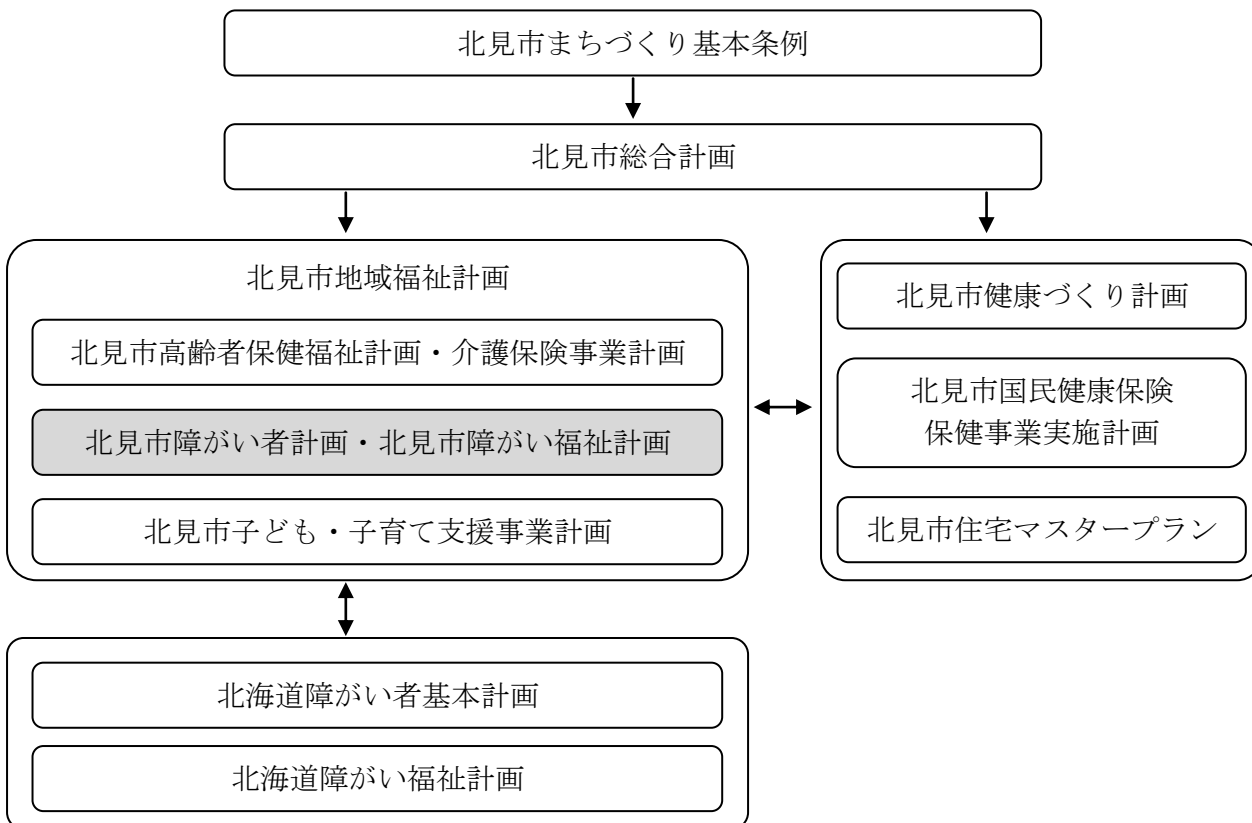 北見市まちづくり基本条例
北見市総合計画
北見市地域福祉計画
北見市高齢者保健福祉計画・介護保険事業計画
北見市障がい者計画・北見市障がい福祉計画
北見市子ども・子育て支援事業計画
北見市健康づくり計画
北見市国民健康保険
保健事業実施計画
北見市住宅マスタープラン
北海道障がい者基本計画
北海道障がい福祉計画